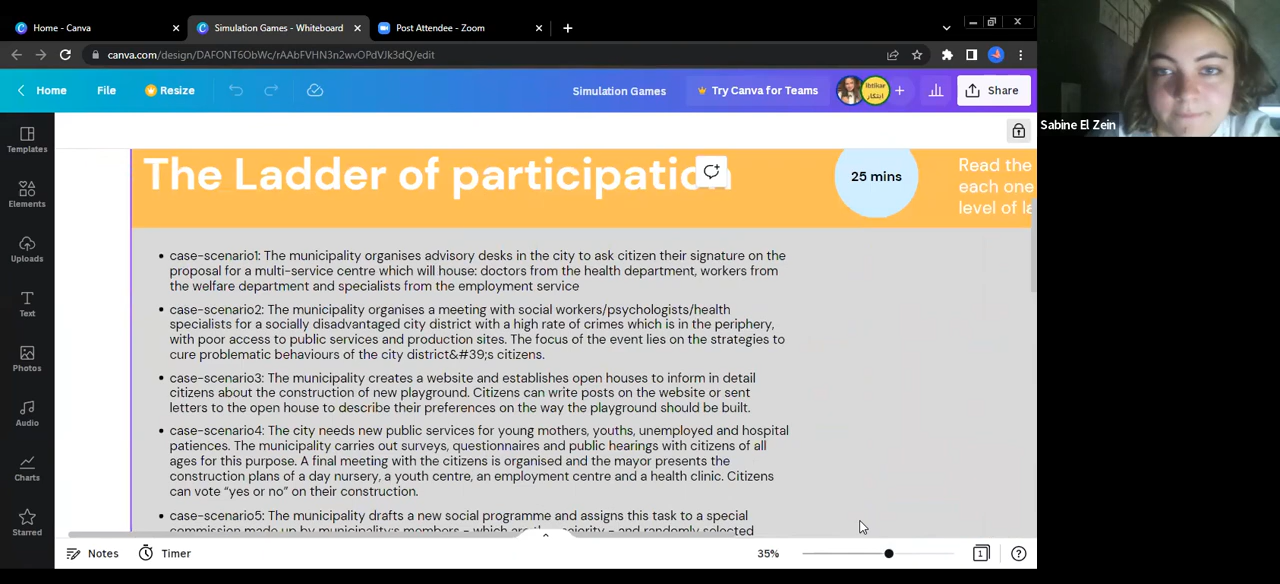 Home - Canva
Simulation Games - Whiteboard
Post Attendee - Zoom
canva.com/design/DAFONT6ObWc/rAAbFVHN3n2wvOPdVJk3dQ/edit
Home File Resize Simulation Games Try Canva for Teams Share
Sabine El Zein
Templates
Elements
Uploads
Text
Photos
Audio
Charts
Starred
The Ladder of participation
25 mins
Read the
each one
level of la
• case-scenario1: The municipality organises advisory desks in the city to ask citizen their signature on the
proposal for a multi-service centre which will house: doctors from the health department, workers from
the welfare department and specialists from the employment service
• case-scenario2: The municipality organises a meeting with social workers/psychologists/health
specialists for a socially disadvantaged city district with a high rate of crimes which is in the periphery,
with poor access to public services and production sites. The focus of the event lies on the strategies to
cure problematic behaviours of the city district&#39;s citizens.
• case-scenario3: The municipality creates a website and establishes open houses to inform in detail
citizens about the construction of new playground. Citizens can write posts on the website or sent
letters to the open house to describe their preferences on the way the playground should be built.
• case-scenario4: The city needs new public services for young mothers, youths, unemployed and hospital
patiences. The municipality carries out surveys, questionnaires and public hearings with citizens of all
ages for this purpose. A final meeting with the citizens is organised and the mayor presents the
construction plans of a day nursery, a youth centre, an employment centre and a health clinic. Citizens
can vote “yes or no” on their construction.
• case-scenario5: The municipality drafts a new social programme and assigns this task to a special
commission made up by municipality;s members - which are the majority - and randomly selected
Notes Timer 35% 1 ?